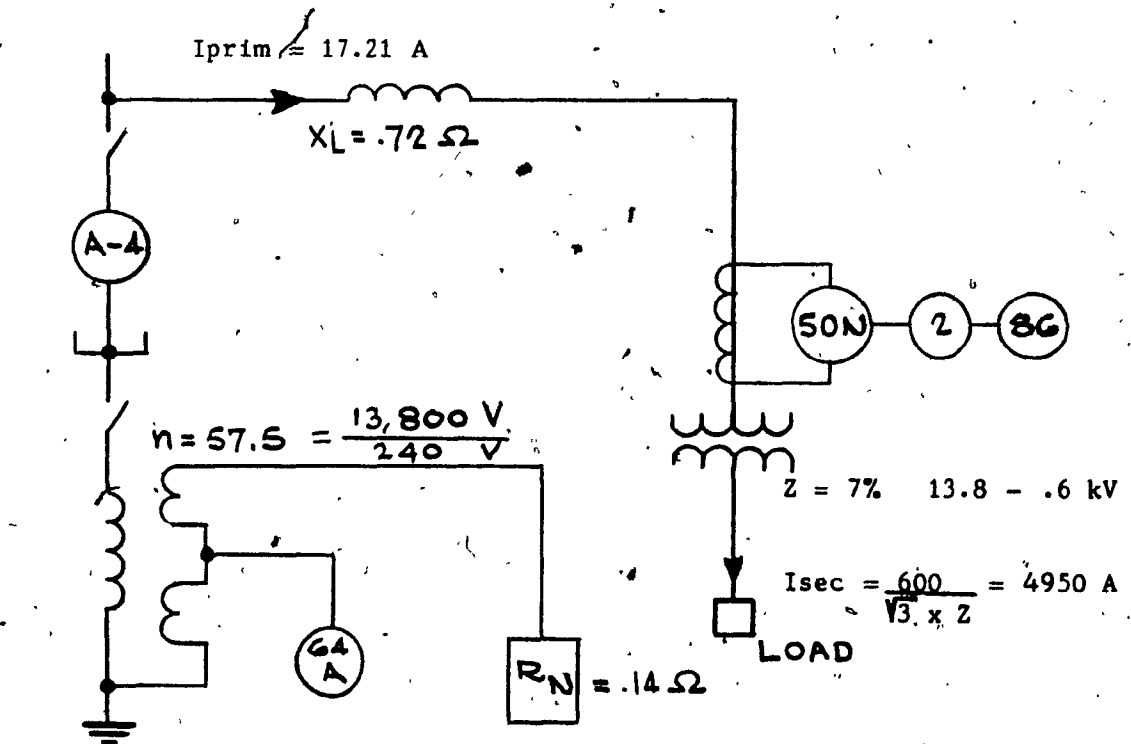 Iprim = 17.21 A
XL = .72 Ω
A-4
50N 2 86
n = 57.5 = 13,800 V.
240 V
Z = 7% 13.8 - .6 kV
Isec = 600 = 4950 A
√3 x Z
64
A
LOAD
RN = .14 Ω